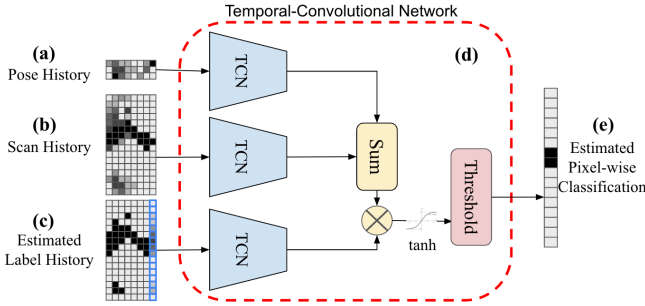 Temporal-Convolutional Network
(a)
Pose History
TCN
(d)
(b)
Scan History
TCN
Sum
Threshold
(e)
Estimated
Pixel-wise
Classification
(c)
Estimated
Label History
TCN
tanh